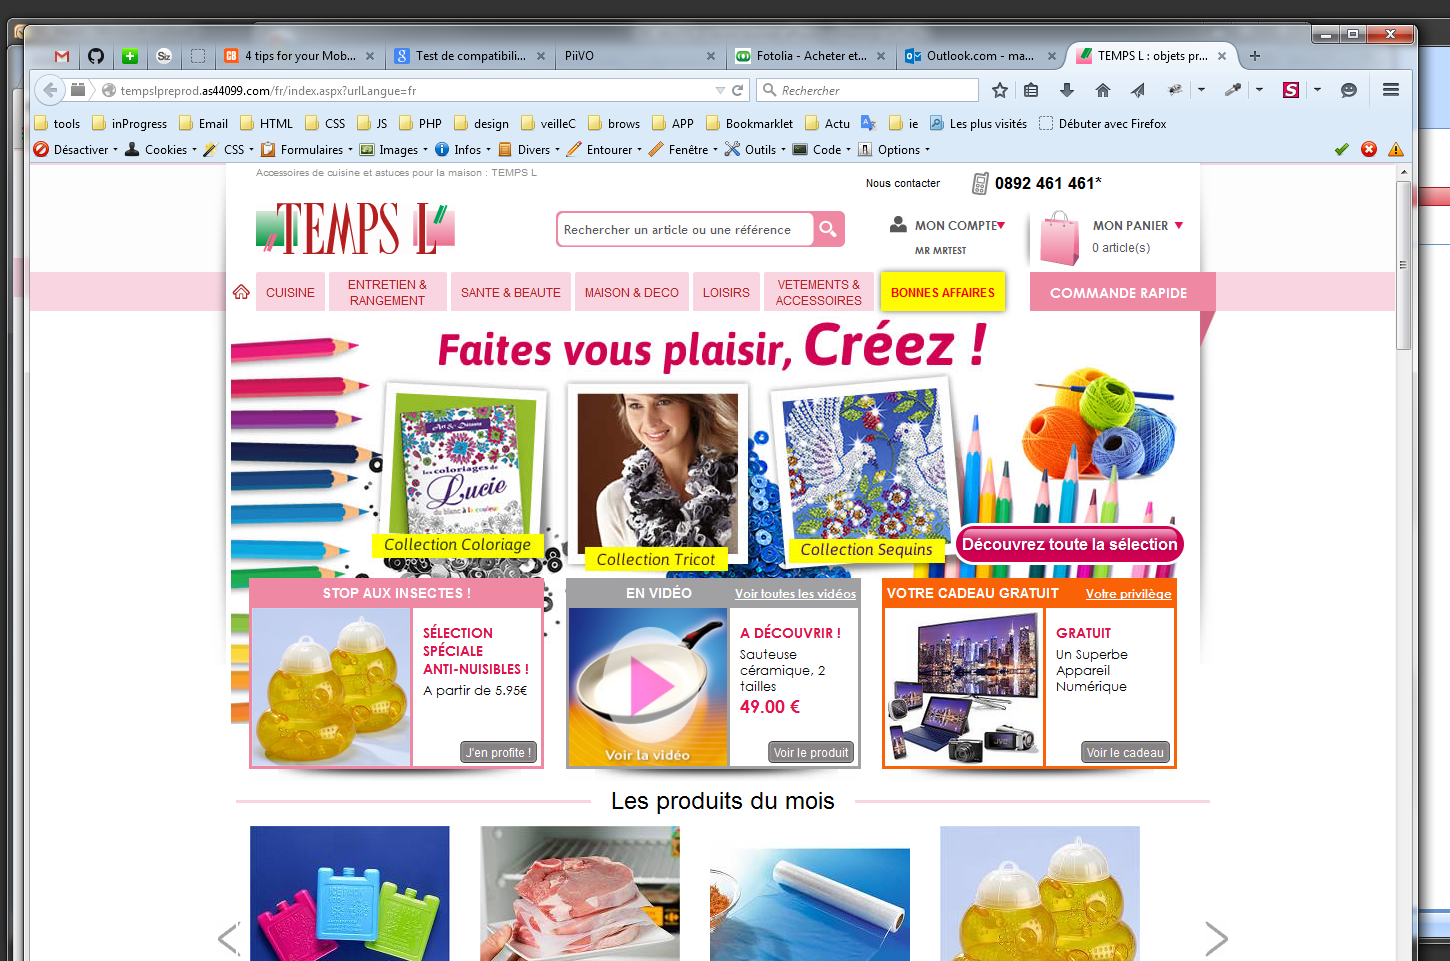 4 tips for your Mob...
Test de compatibili...
PiiVO
Fotolia - Acheter et...
Outlook.com - ma...
TEMPS L : objets pr...
tempslpreprod.as44099.com/fr/index.aspx?urlLangue=fr
Rechercher
tools
inProgress
Email
HTML
CSS
JS
PHP
design
veilleC
brows
APP
Bookmarklet
Actu
ie
Les plus visités
Débuter avec Firefox
Désactiver
Cookies
CSS
Formulaires
Images
Infos
Divers
Entourer
Fenêtre
Outils
Code
Options
Accessoires de cuisine et astuces pour la maison : TEMPS L
Nous contacter
0892 461 461*
TEMPS L
Rechercher un article ou une référence
MON COMPTE
MR MRTEST
MON PANIER
0 article(s)
CUISINE
ENTRETIEN &
RANGEMENT
SANTE & BEAUTE
MAISON & DECO
LOISIRS
VETEMENTS &
ACCESSOIRES
BONNES AFFAIRES
COMMANDE RAPIDE
Faites vous plaisir, Créez !
Art & Détente
les coloriages de
Lucie
du blanc à la couleur
Collection Coloriage
Collection Tricot
Collection Sequins
Découvrez toute la sélection
STOP AUX INSECTES !
SÉLECTION
SPÉCIALE
ANTI-NUISIBLES !
A partir de 5.95€
J'en profite !
EN VIDÉO
Voir toutes les vidéos
Voir la vidéo
A DÉCOUVRIR !
Sauteuse
céramique, 2
tailles
49.00 €
Voir le produit
VOTRE CADEAU GRATUIT
Votre privilège
GRATUIT
Un Superbe
Appareil
Numérique
Voir le cadeau
Les produits du mois